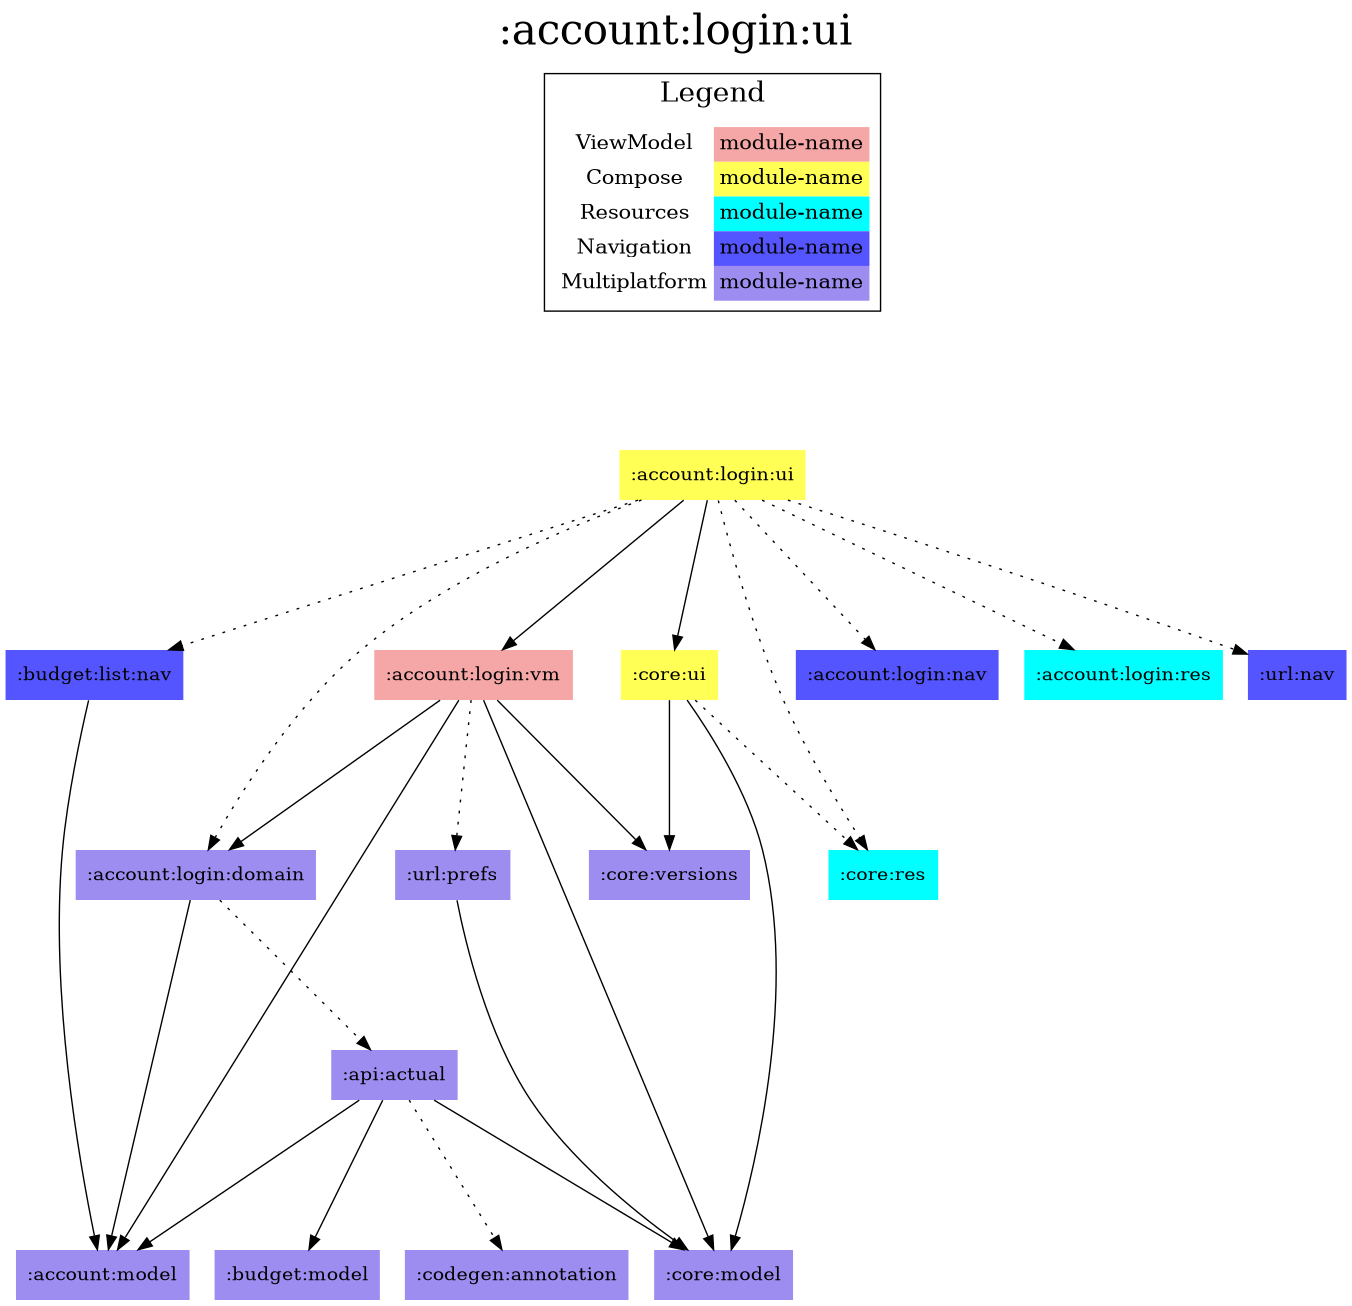 :account:login:ui
Legend
ViewModel module-name
Compose module-name
Resources module-name
Navigation module-name
Multiplatform module-name
:account:login:ui
:budget:list:nav :account:login:vm :core:ui :account:login:nav :account:login:res :url:nav
:account:login:domain :url:prefs :core:versions :core:res
:api:actual
:account:model :budget:model :codegen:annotation :core:model